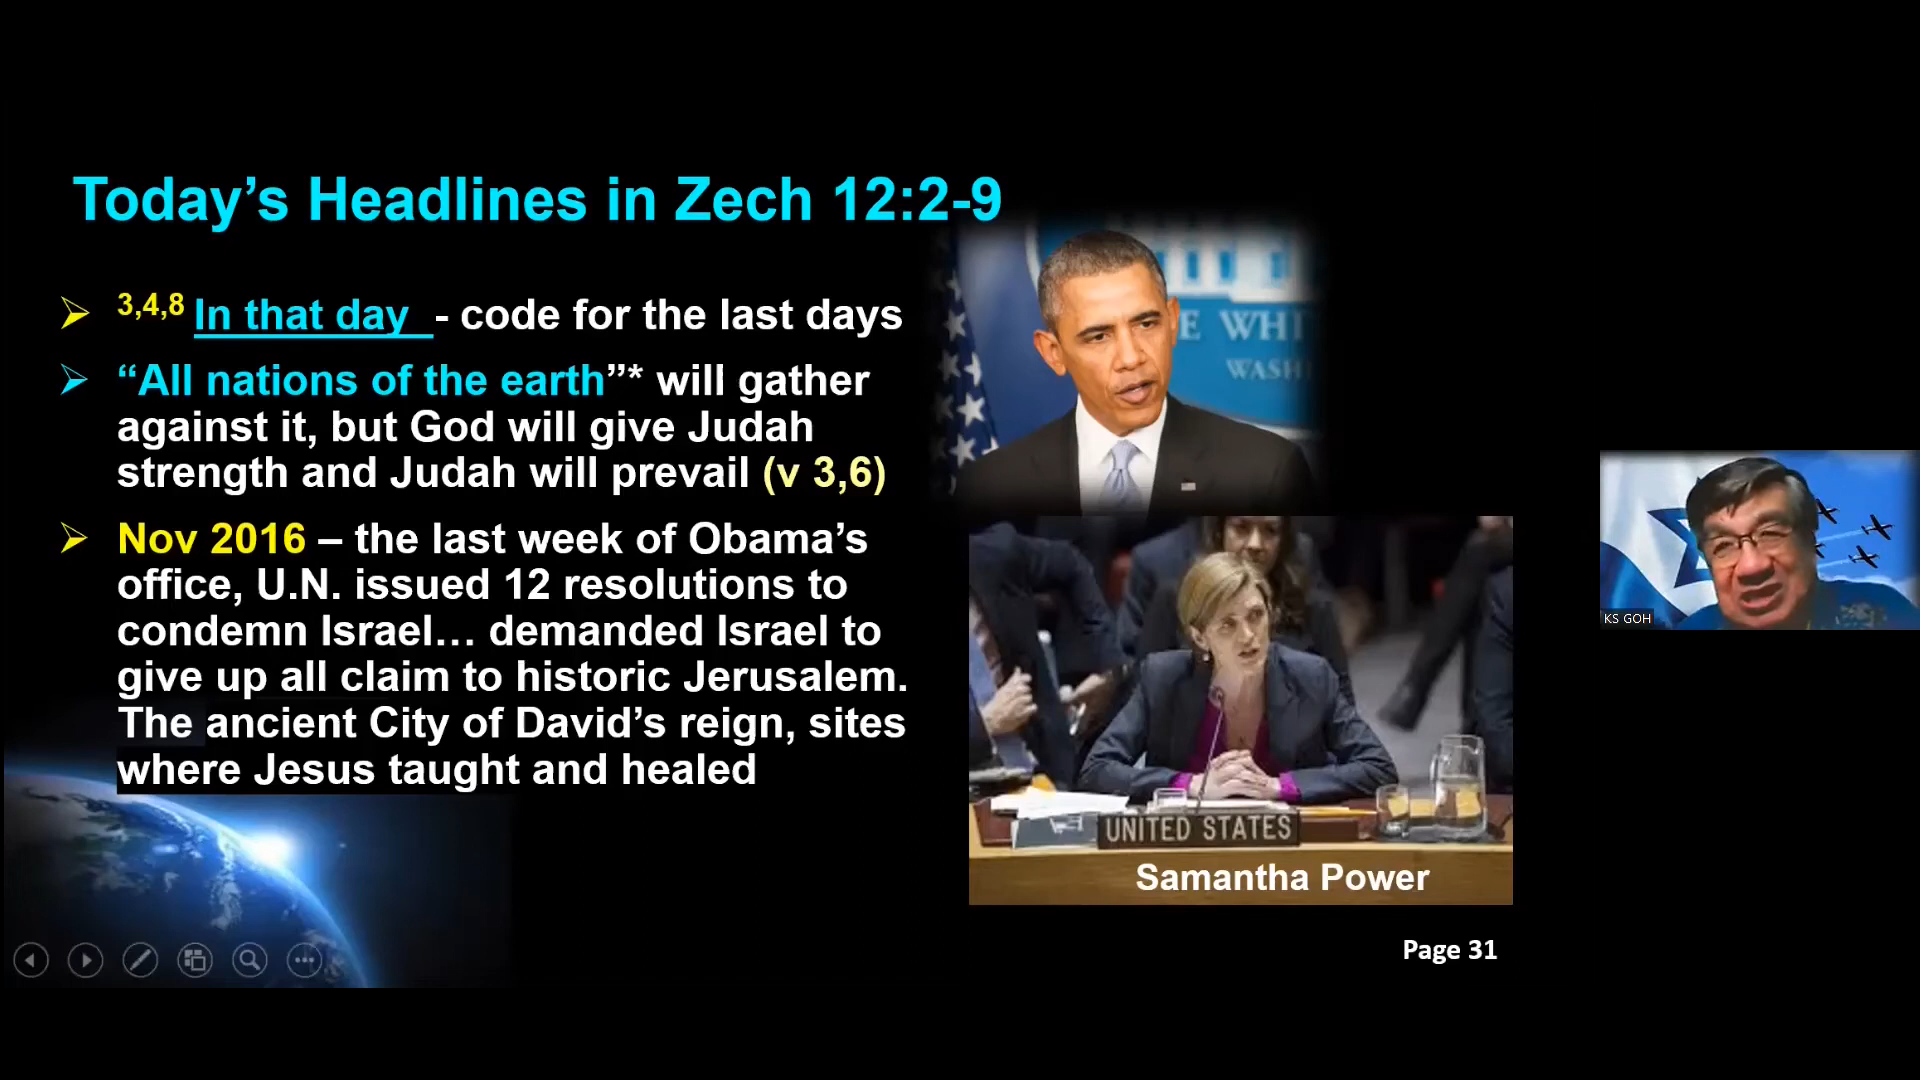 Today’s Headlines in Zech 12:2-9
3,4,8 In that day - code for the last days
“All nations of the earth”* will gather
against it, but God will give Judah
strength and Judah will prevail (v 3,6)
Nov 2016 – the last week of Obama’s
office, U.N. issued 12 resolutions to
condemn Israel… demanded Israel to
give up all claim to historic Jerusalem.
The ancient City of David’s reign, sites
where Jesus taught and healed
E WHI
WASH
UNITED STATES
Samantha Power
KS GOH
Page 31